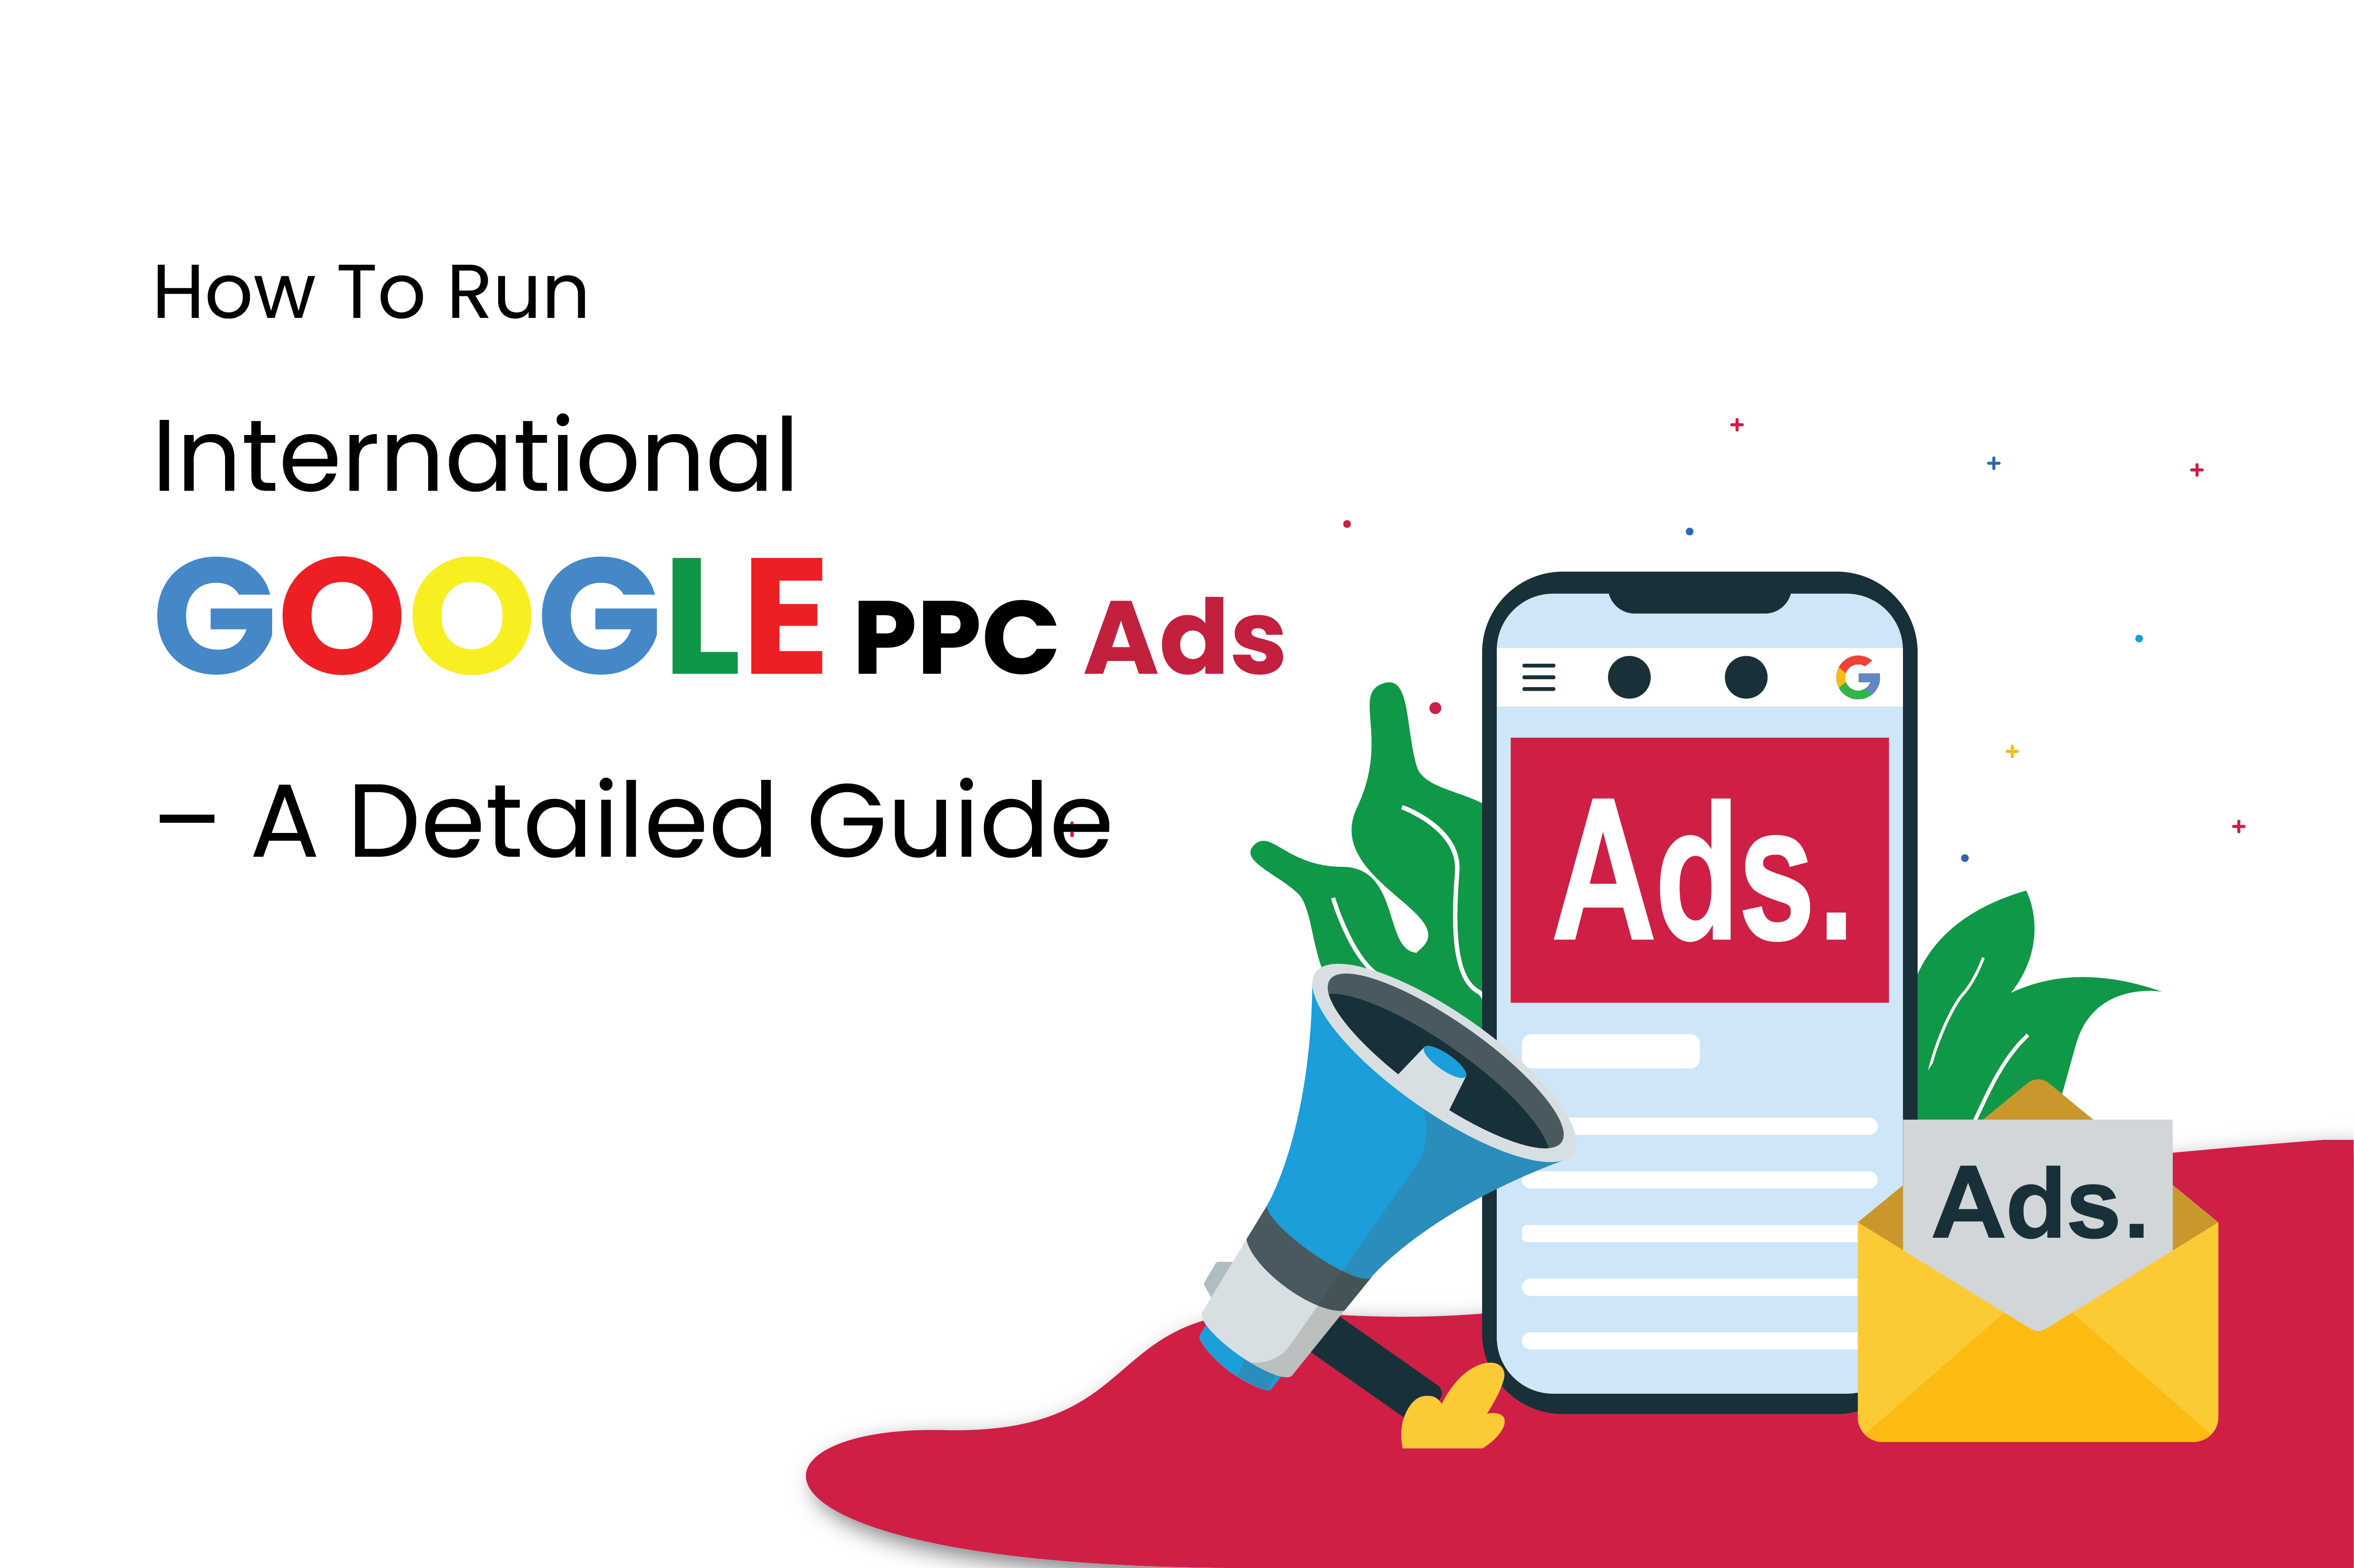 How To Run
International
GOOGLE PPC Ads
– A Detailed Guide
G
Ads.
Ads.